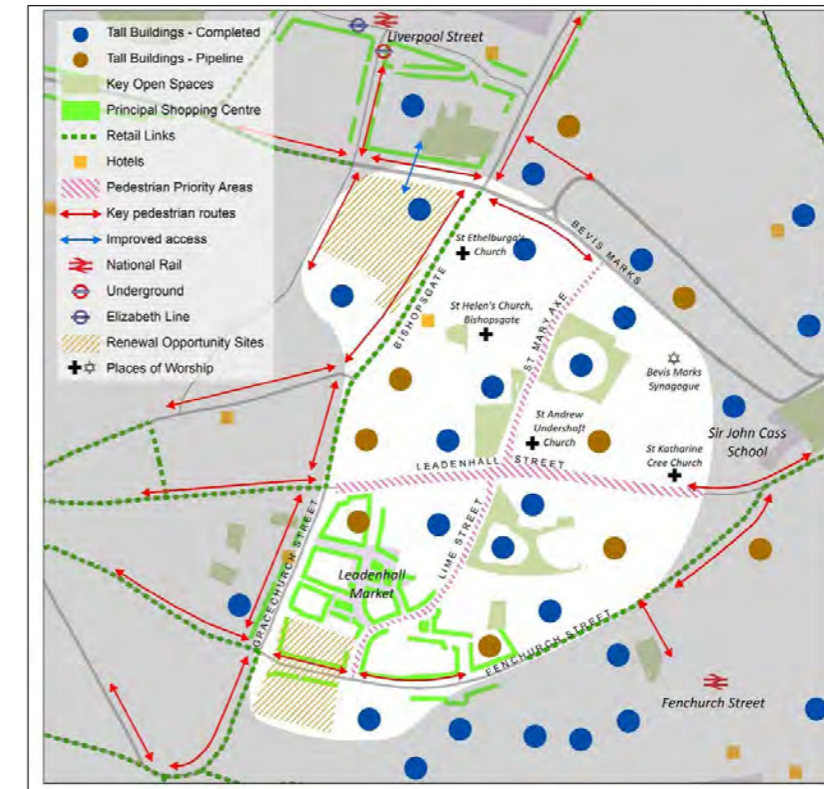 Tall Buildings - Completed
Tall Buildings - Pipeline
Key Open Spaces
Principal Shopping Centre
Retail Links
Hotels
Pedestrian Priority Areas
Key pedestrian routes
Improved access
National Rail
Underground
Elizabeth Line
Renewal Opportunity Sites
Places of Worship
Liverpool Street
BEVIS MARKS
St Ethelburga's
Church
BISHOPSGATE
St Helen's Church,
Bishopsgate
ST MARY AXE
Bevis Marks
Synagogue
St Andrew
Undershaft
Church
Sir John Cass
School
St Katharine
Cree Church
LEADENHALL STREET
GRACECHURCH STREET
LIME STREET
Leadenhall
Market
FENCHURCH STREET
Fenchurch Street